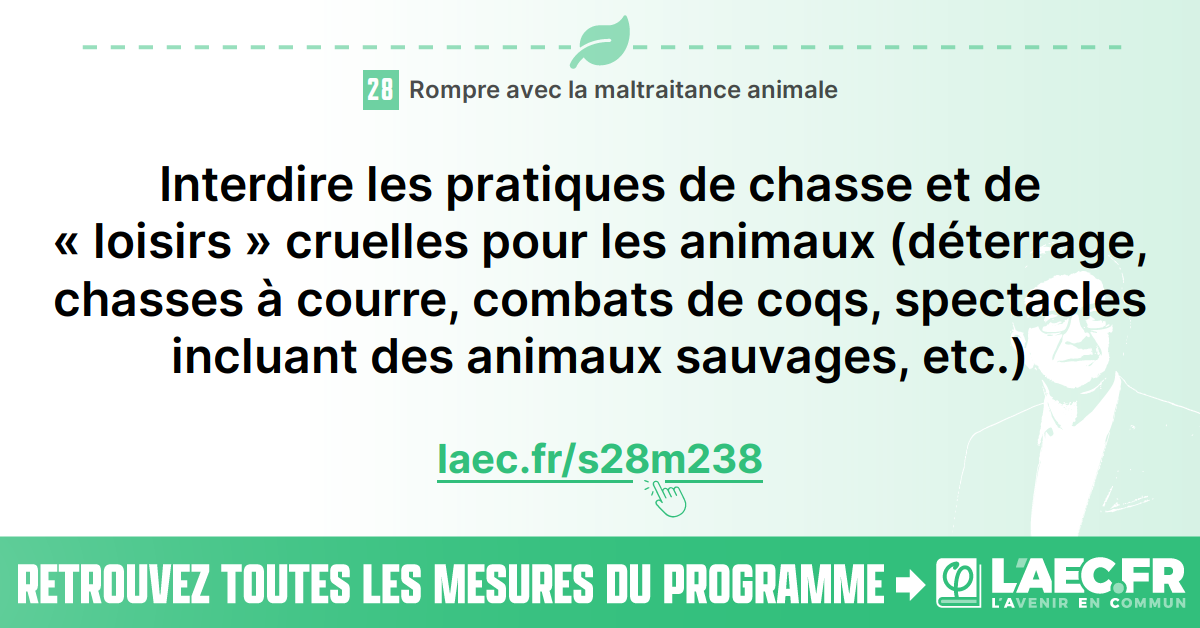 28 Rompre avec la maltraitance animale
Interdire les pratiques de chasse et de
« loisirs » cruelles pour les animaux (déterrage,
chasses à courre, combats de coqs, spectacles
incluant des animaux sauvages, etc.)
laec.fr/s28m238
RETROUVEZ TOUTES LES MESURES DU PROGRAMME
φ L'AEC.FR
L'AVENIR EN COMMUN